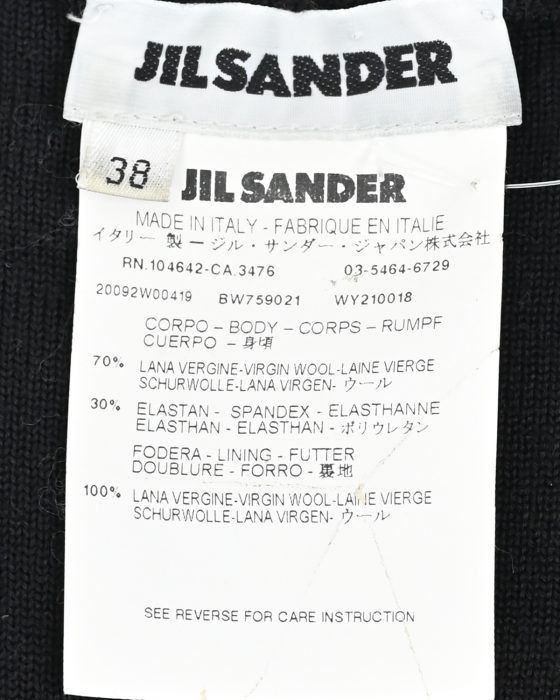 JIL SANDER
38
JIL SANDER
MADE IN ITALY - FABRIQUE EN ITALIE
イタリー 製 ー ジル・サンダー・ジャパン株式会社
RN.104642-CA.3476 03-5464-6729
20092W00419 BW759021 WY210018
CORPO - BODY - CORPS - RUMPF
CUERPO - 身頃
70% LANA VERGINE-VIRGIN WOOL-LAINE VIERGE
SCHURWOLLE-LANA VIRGEN- ウール
30% ELASTAN - SPANDEX - ELASTHANNE
ELASTHAN - ELASTHAN - ポリウレタン
FODERA - LINING - FUTTER
DOUBLURE - FORRO - 裏地
100% LANA VERGINE-VIRGIN WOOL-LAINE VIERGE
SCHURWOLLE-LANA VIRGEN- ウール
SEE REVERSE FOR CARE INSTRUCTION